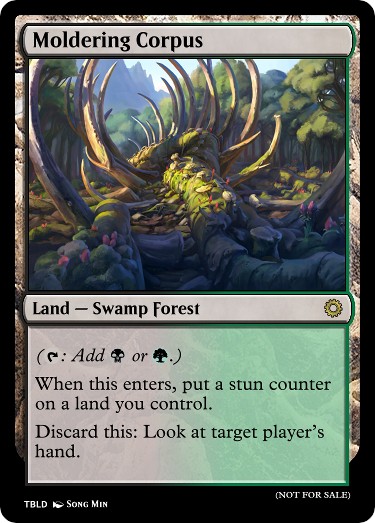 Moldering Corpus
Land — Swamp Forest
(: Add or .)
When this enters, put a stun counter
on a land you control.
Discard this: Look at target player's
hand.
TBLD Song Min
(NOT FOR SALE)